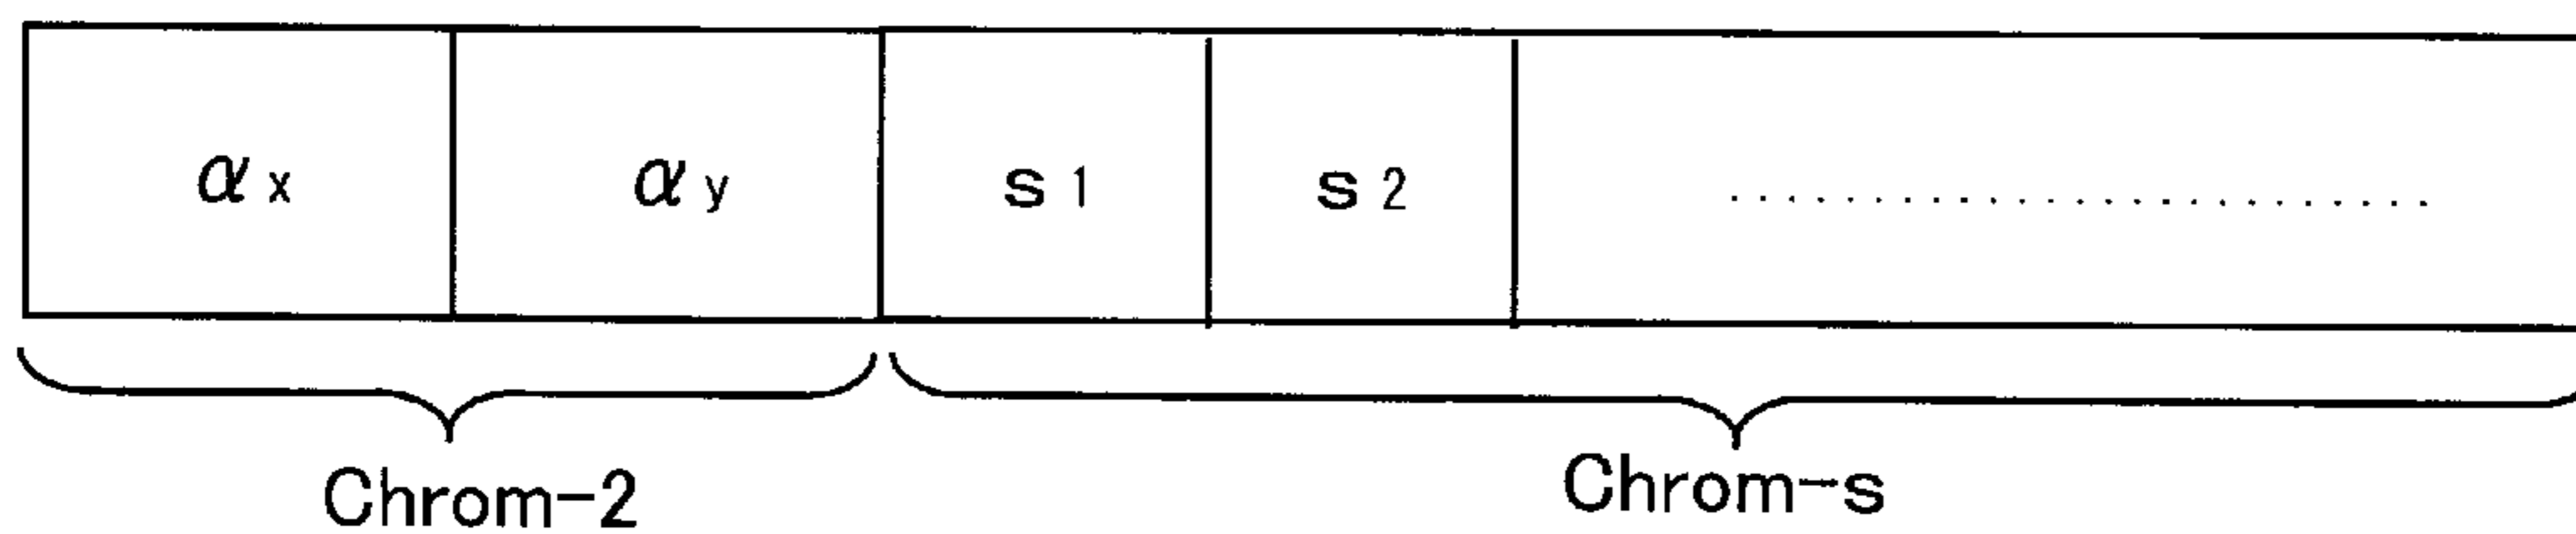 αx αy s1 s2 ........................
Chrom-2 Chrom-s